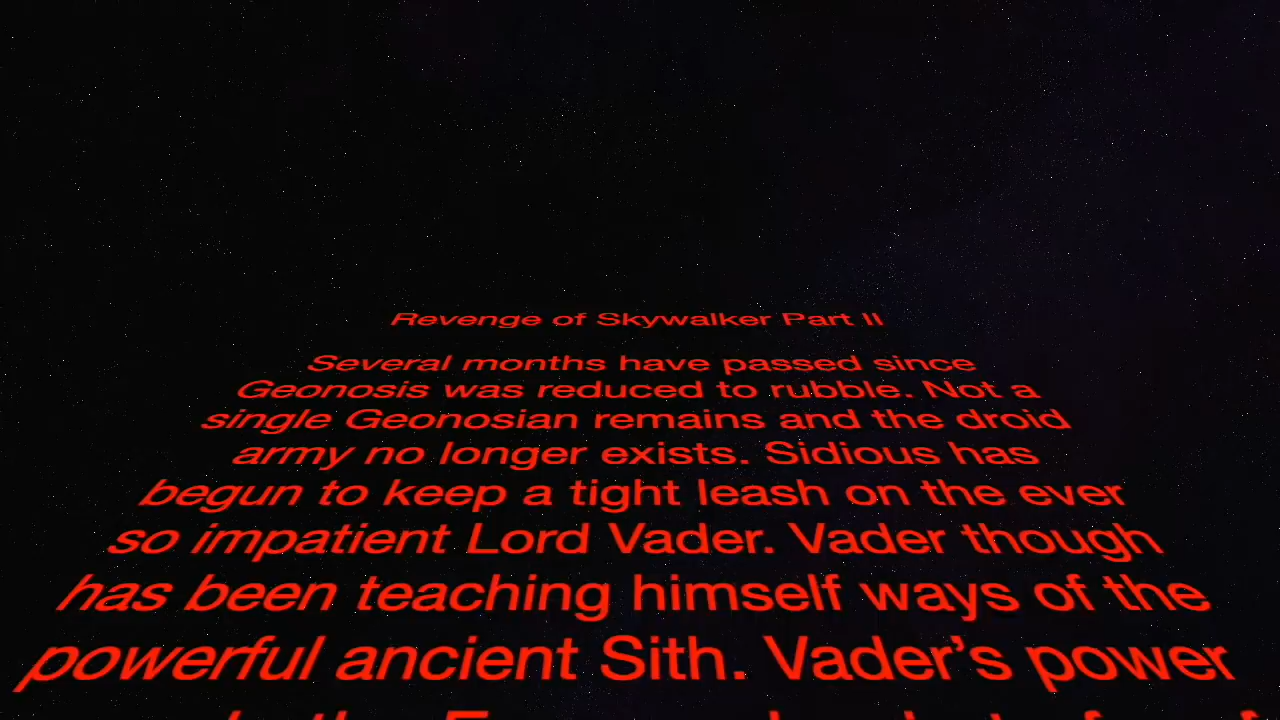 Revenge of Skywalker Part II
Several months have passed since
Geonosis was reduced to rubble. Not a
single Geonosian remains and the droid
army no longer exists. Sidious has
begun to keep a tight leash on the ever
so impatient Lord Vader. Vader though
has been teaching himself ways of the
powerful ancient Sith. Vader’s power